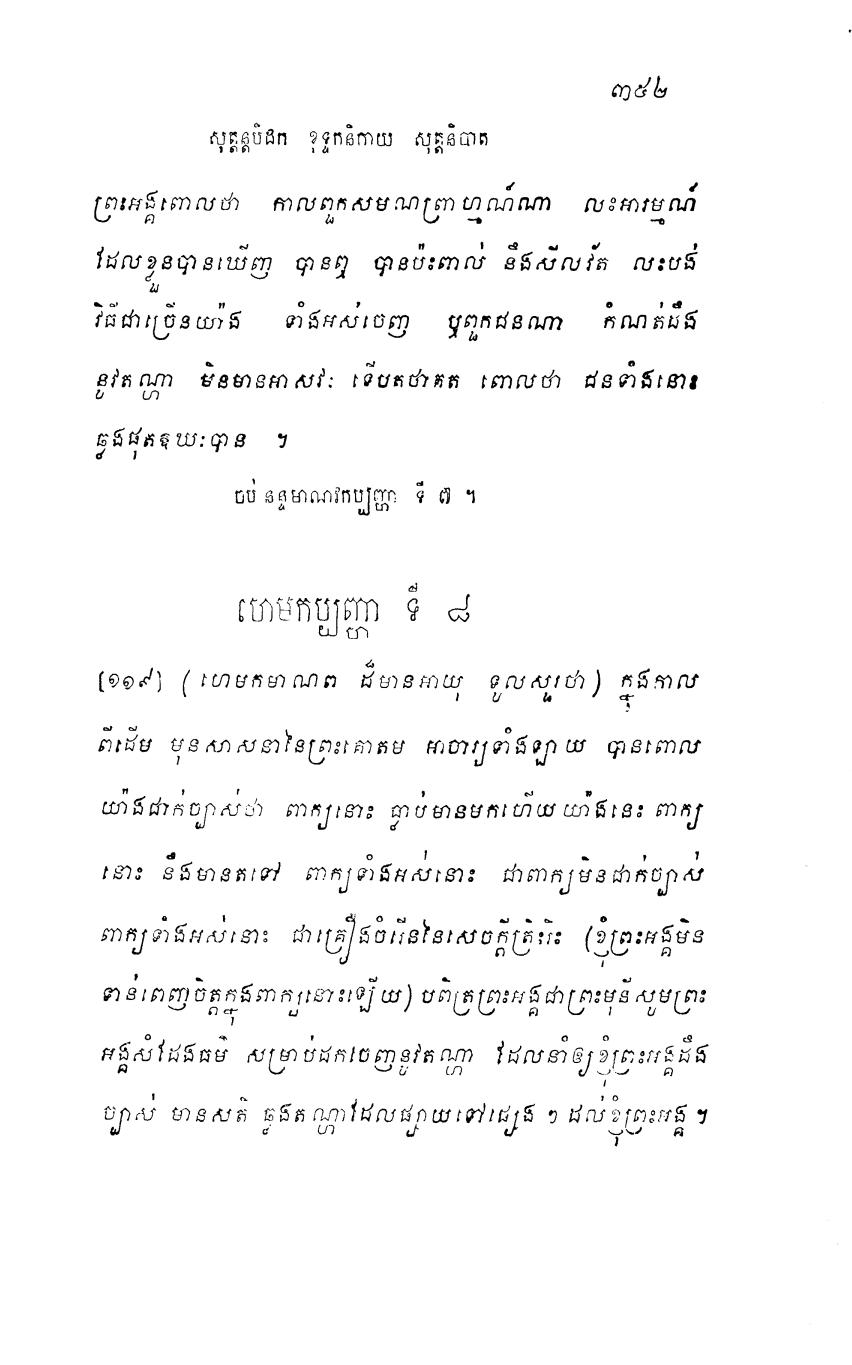 ៣៥២
សុត្តន្តបិដក ខុទ្ទកនិកាយ សុត្តនិបាត
ព្រះអង្គពោលថា កាលពួកសមណព្រាហ្មណ៍ណា លះអារម្មណ៍
ដែលខ្លួនបានឃើញ បានឮ បានប៉ះពាល់ នឹងសីលវ័ត លះបង់
វិធីជាច្រើនយ៉ាង ទាំងអស់ចេញ ឬពួកជនណា កំណត់ដឹង
នូវតណ្ហា មិនមានអាសវៈ ទើបតថាគត ពោលថា ជនទាំងនោះ
ឆ្លងផុតឱឃៈបាន ។
ចប់ នន្ទមាណវកប្បញ្ហា ទី ៧ ។
ហេមកប្បញ្ហា ទី ៨
[១១៩] (ហេមកមាណព ដ៏មានអាយុ ទូលសួរថា) ក្នុងកាល
ពីដើម មុនសាសនានៃព្រះគោតម អាចារ្យទាំងឡាយ បានពោល
យ៉ាងជាក់ច្បាស់ថា ពាក្យនោះ ធ្លាប់មានមកហើយយ៉ាងនេះ ពាក្យ
នោះ នឹងមានតទៅ ពាក្យទាំងអស់នោះ ជាពាក្យមិនជាក់ច្បាស់
ពាក្យទាំងអស់នោះ ជាគ្រឿងចំរើននៃសេចក្តីត្រិះរិះ (ខ្ញុំព្រះអង្គមិន
ទាន់ពេញចិត្តក្នុងពាក្យនោះឡើយ) បពិត្រព្រះអង្គជាព្រះមុនីសូមព្រះ
អង្គសំដែងធម៌ សម្រាប់ដកចេញនូវតណ្ហា ដែលនាំឲ្យខ្ញុំព្រះអង្គដឹង
ច្បាស់ មានសតិ ឆ្លងតណ្ហាដែលផ្សាយទៅផ្សេង ៗ ដល់ខ្ញុំព្រះអង្គ ។